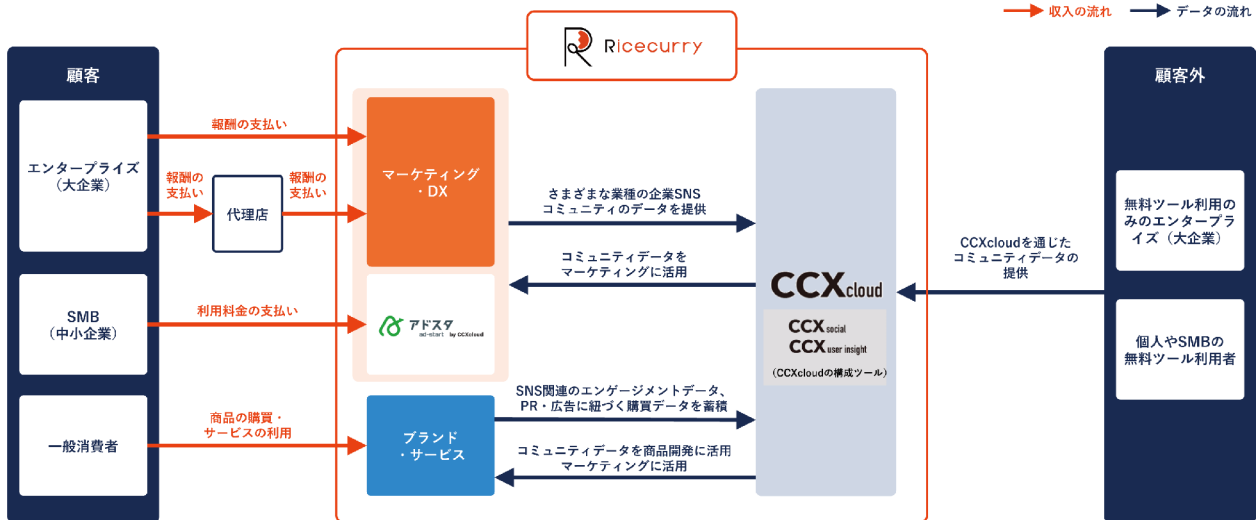 収入の流れ
データの流れ
Ricecurry
顧客
顧客外
エンタープライズ
（大企業）
報酬の支払い
報酬の
支払い
代理店
報酬の
支払い
マーケティング
・DX
さまざまな業種の企業SNS
コミュニティのデータを提供
コミュニティデータを
マーケティングに活用
SMB
（中小企業）
利用料金の支払い
アドスタ
ad-start by CCXcloud
CCXcloud
CCX social
CCX user insight
（CCXcloudの構成ツール）
CCXcloudを通じた
コミュニティデータの
提供
無料ツール利用の
みのエンタープラ
イズ（大企業）
個人やSMBの
無料ツール利用者
一般消費者
商品の購買・
サービスの利用
ブランド
・サービス
SNS関連のエンゲージメントデータ、
PR・広告に紐づく購買データを蓄積
コミュニティデータを商品開発に活用
マーケティングに活用